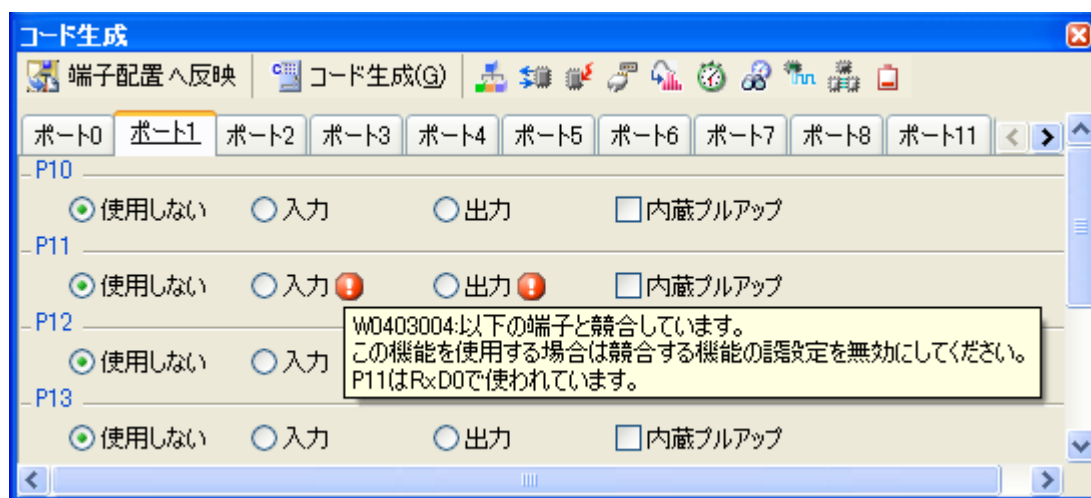 コード生成
端子配置へ反映 コード生成(G)
ポート0 ポート1 ポート2 ポート3 ポート4 ポート5 ポート6 ポート7 ポート8 ポート11
P10
使用しない 入力 出力 内蔵プルアップ
P11
使用しない 入力 出力 内蔵プルアップ
P12
使用しない 入力
W0403004:以下の端子と競合しています。
この機能を使用する場合は競合する機能の諸設定を無効にしてください。
P11はRxD0で使われています。
P13
使用しない 入力 出力 内蔵プルアップ